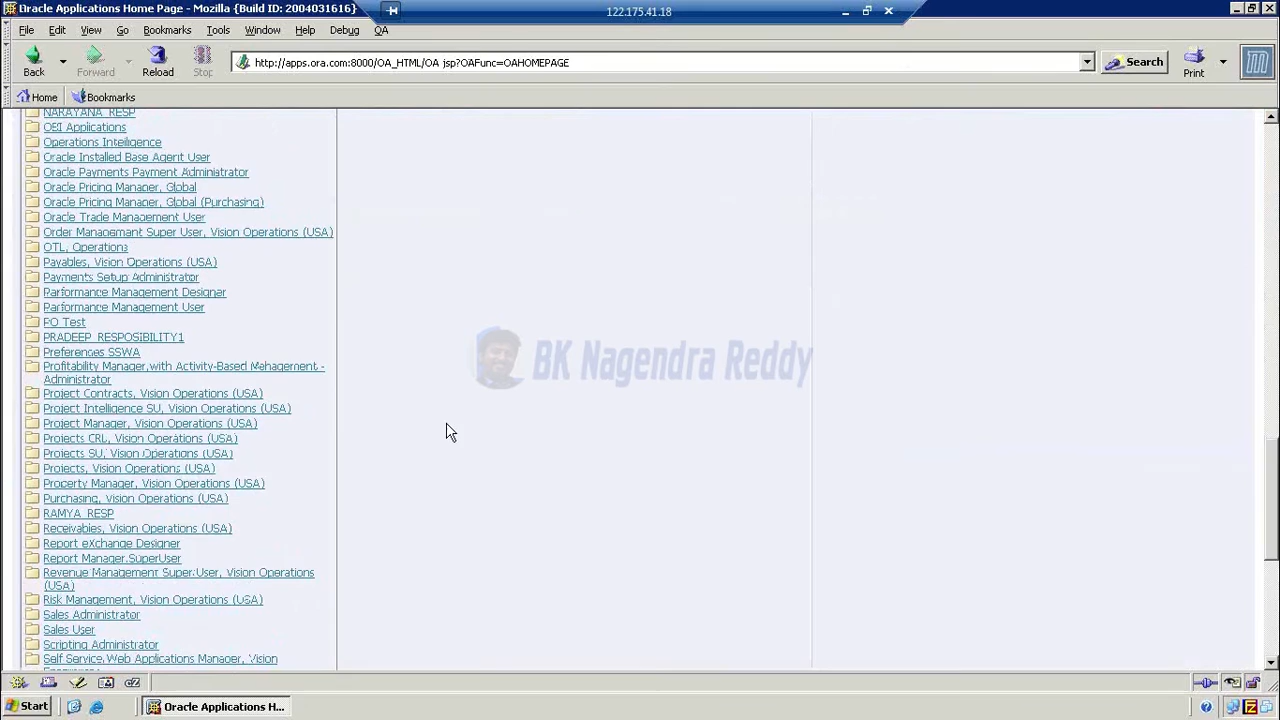 Oracle Applications Home Page - Mozilla {Build ID: 2004031616}
122.175.41.18
File Edit View Go Bookmarks Tools Window Help Debug QA
Back Forward Reload Stop
http://apps.ora.com:8000/OA_HTML/OA.jsp?OAFunc=OAHOMEPAGE
Search
Print
Home Bookmarks
NARAYANA_RESP
OEI Applications
Operations Intelligence
Oracle Installed Base Agent User
Oracle Payments Payment Administrator
Oracle Pricing Manager, Global
Oracle Pricing Manager, Global (Purchasing)
Oracle Trade Management User
Order Management Super User, Vision Operations (USA)
OTL, Operations
Payables, Vision Operations (USA)
Payments Setup Administrator
Performance Management Designer
Performance Management User
PO Test
PRADEEP_RESPOSIBILITY1
Preferences SSWA
Profitability Manager with Activity-Based Management -
Administrator
Project Contracts, Vision Operations (USA)
Project Intelligence SU, Vision Operations (USA)
Project Manager, Vision Operations (USA)
Projects CRL, Vision Operations (USA)
Projects SU, Vision Operations (USA)
Projects, Vision Operations (USA)
Property Manager, Vision Operations (USA)
Purchasing, Vision Operations (USA)
RAMYA_RESP
Receivables, Vision Operations (USA)
Report eXchange Designer
Report Manager SuperUser
Revenue Management Super User, Vision Operations
(USA)
Risk Management, Vision Operations (USA)
Sales Administrator
Sales User
Scripting Administrator
Self Service Web Applications Manager, Vision
BK Nagendra Reddy
Start
Oracle Applications H...